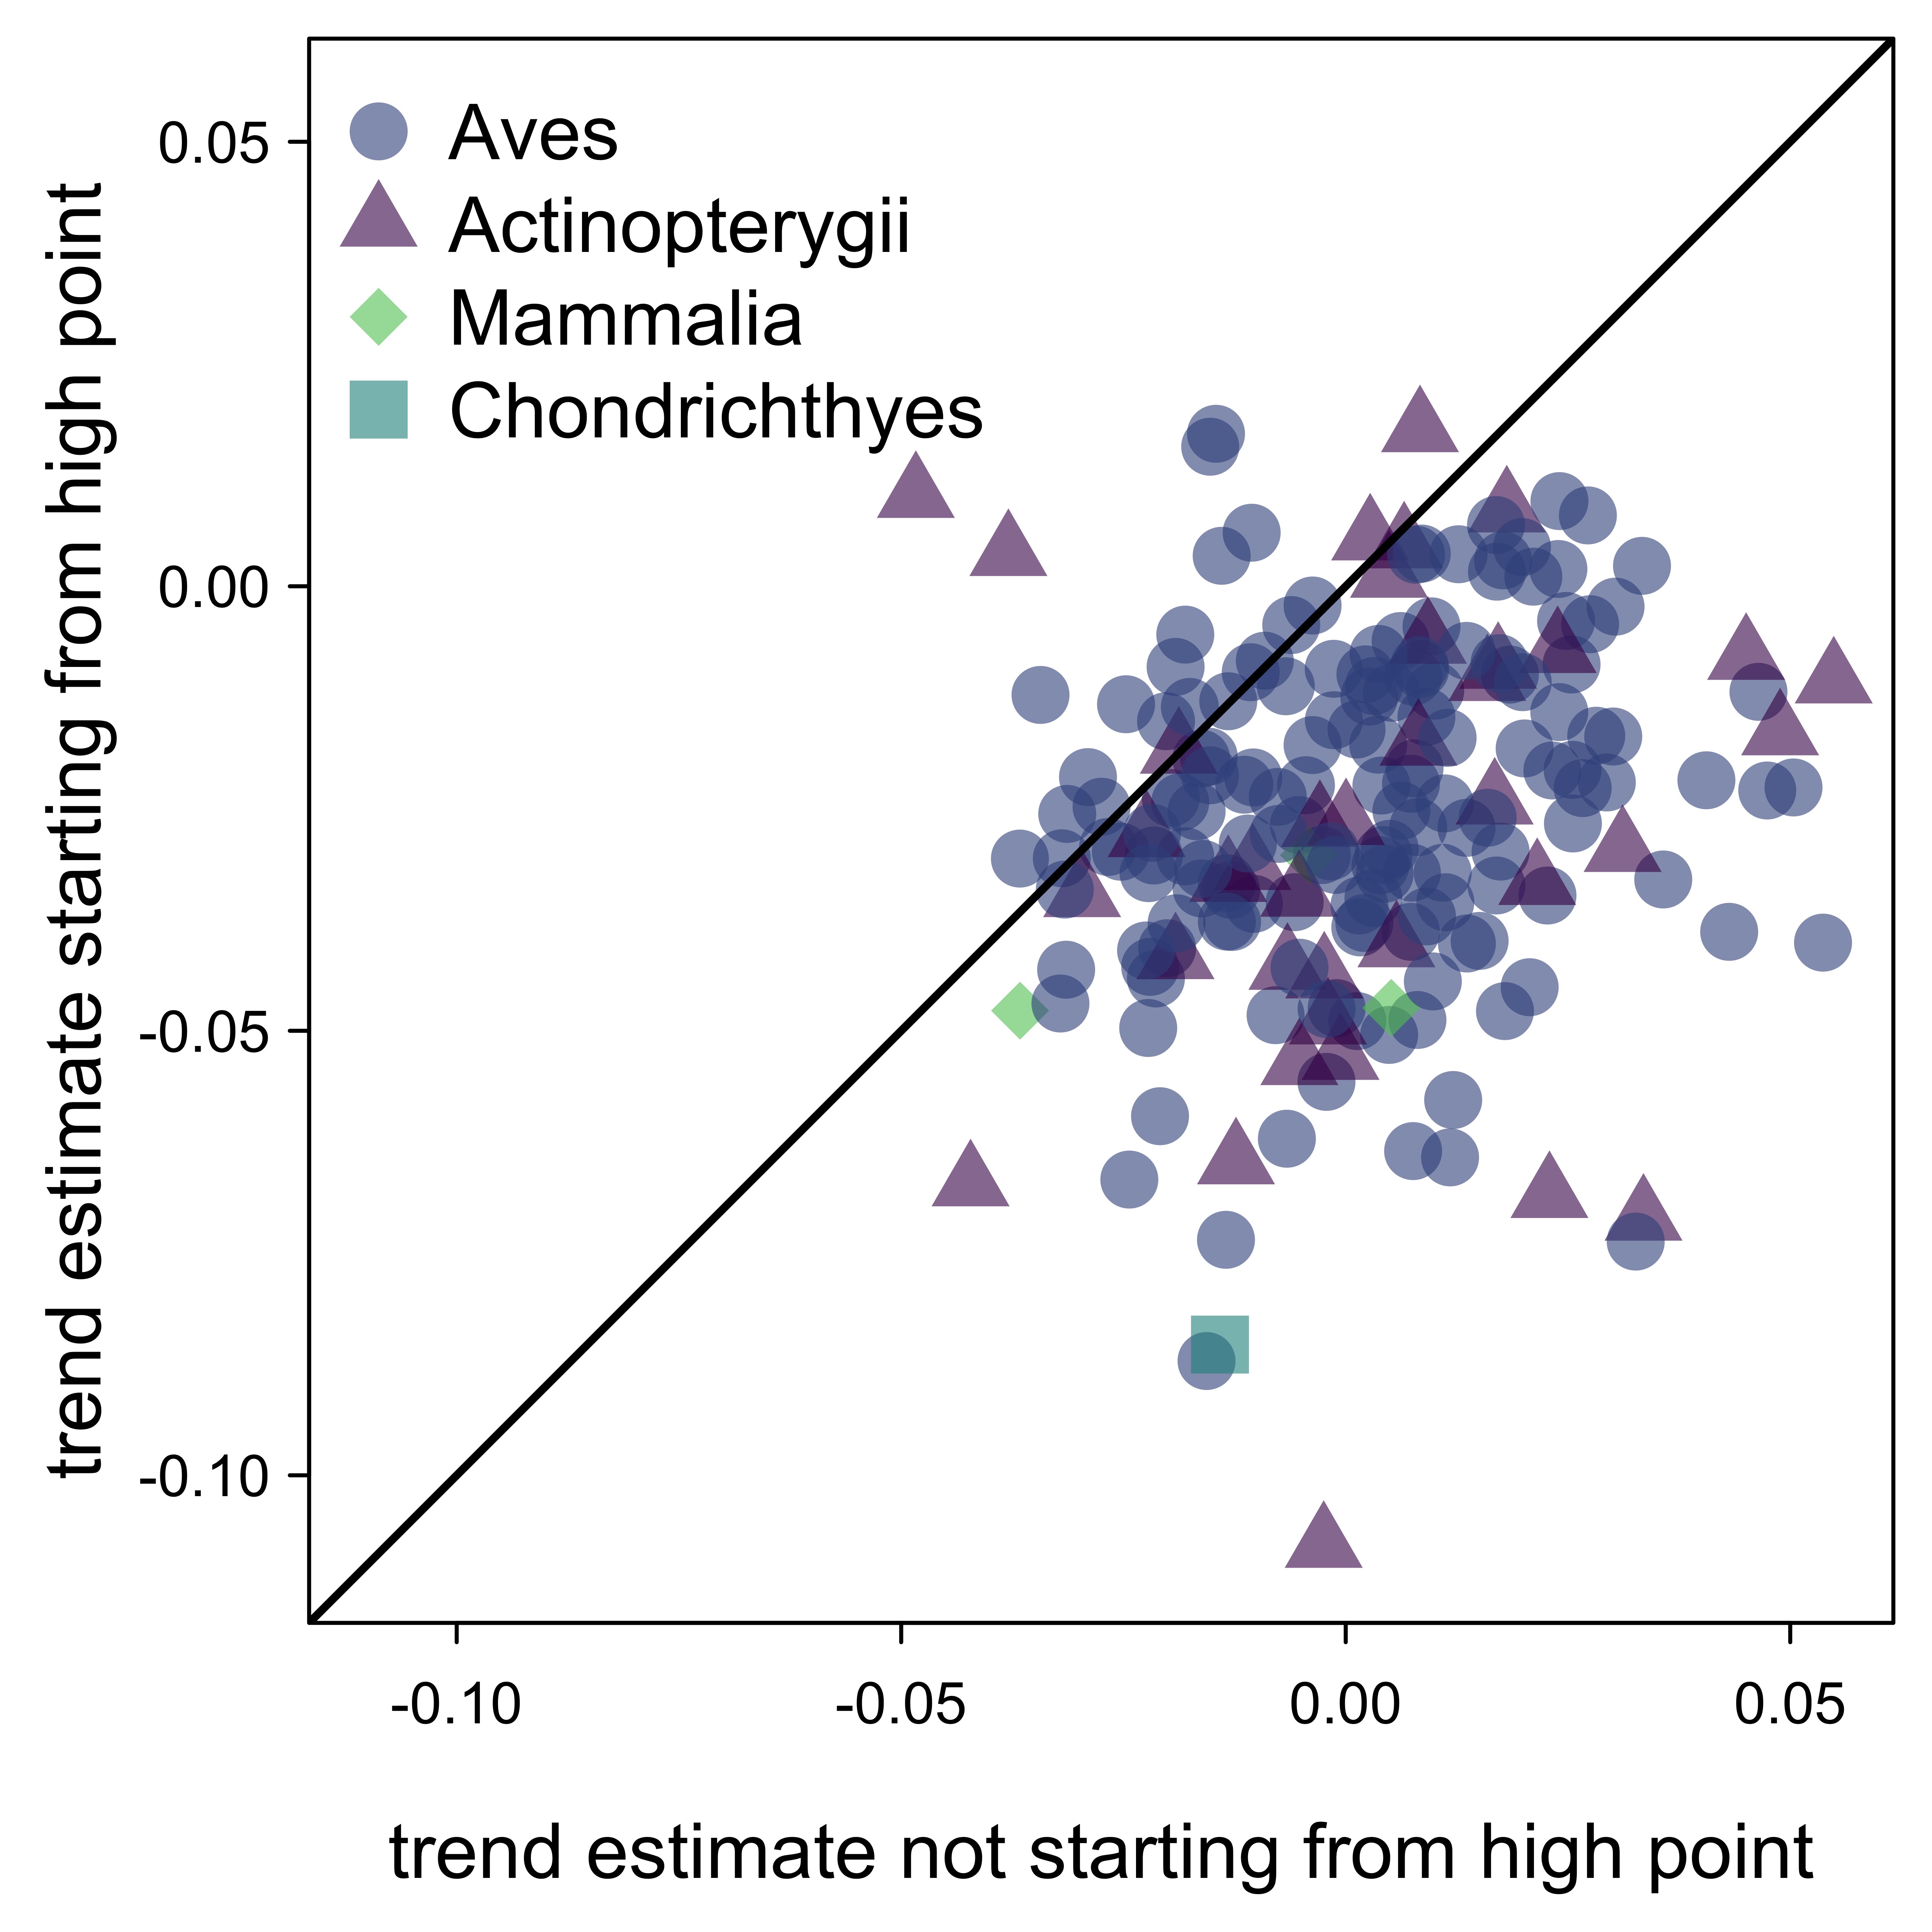 trend estimate starting from high point
0.05
0.00
-0.05
-0.10
Aves
Actinopterygii
Mammalia
Chondrichthyes
-0.10 -0.05 0.00 0.05
trend estimate not starting from high point